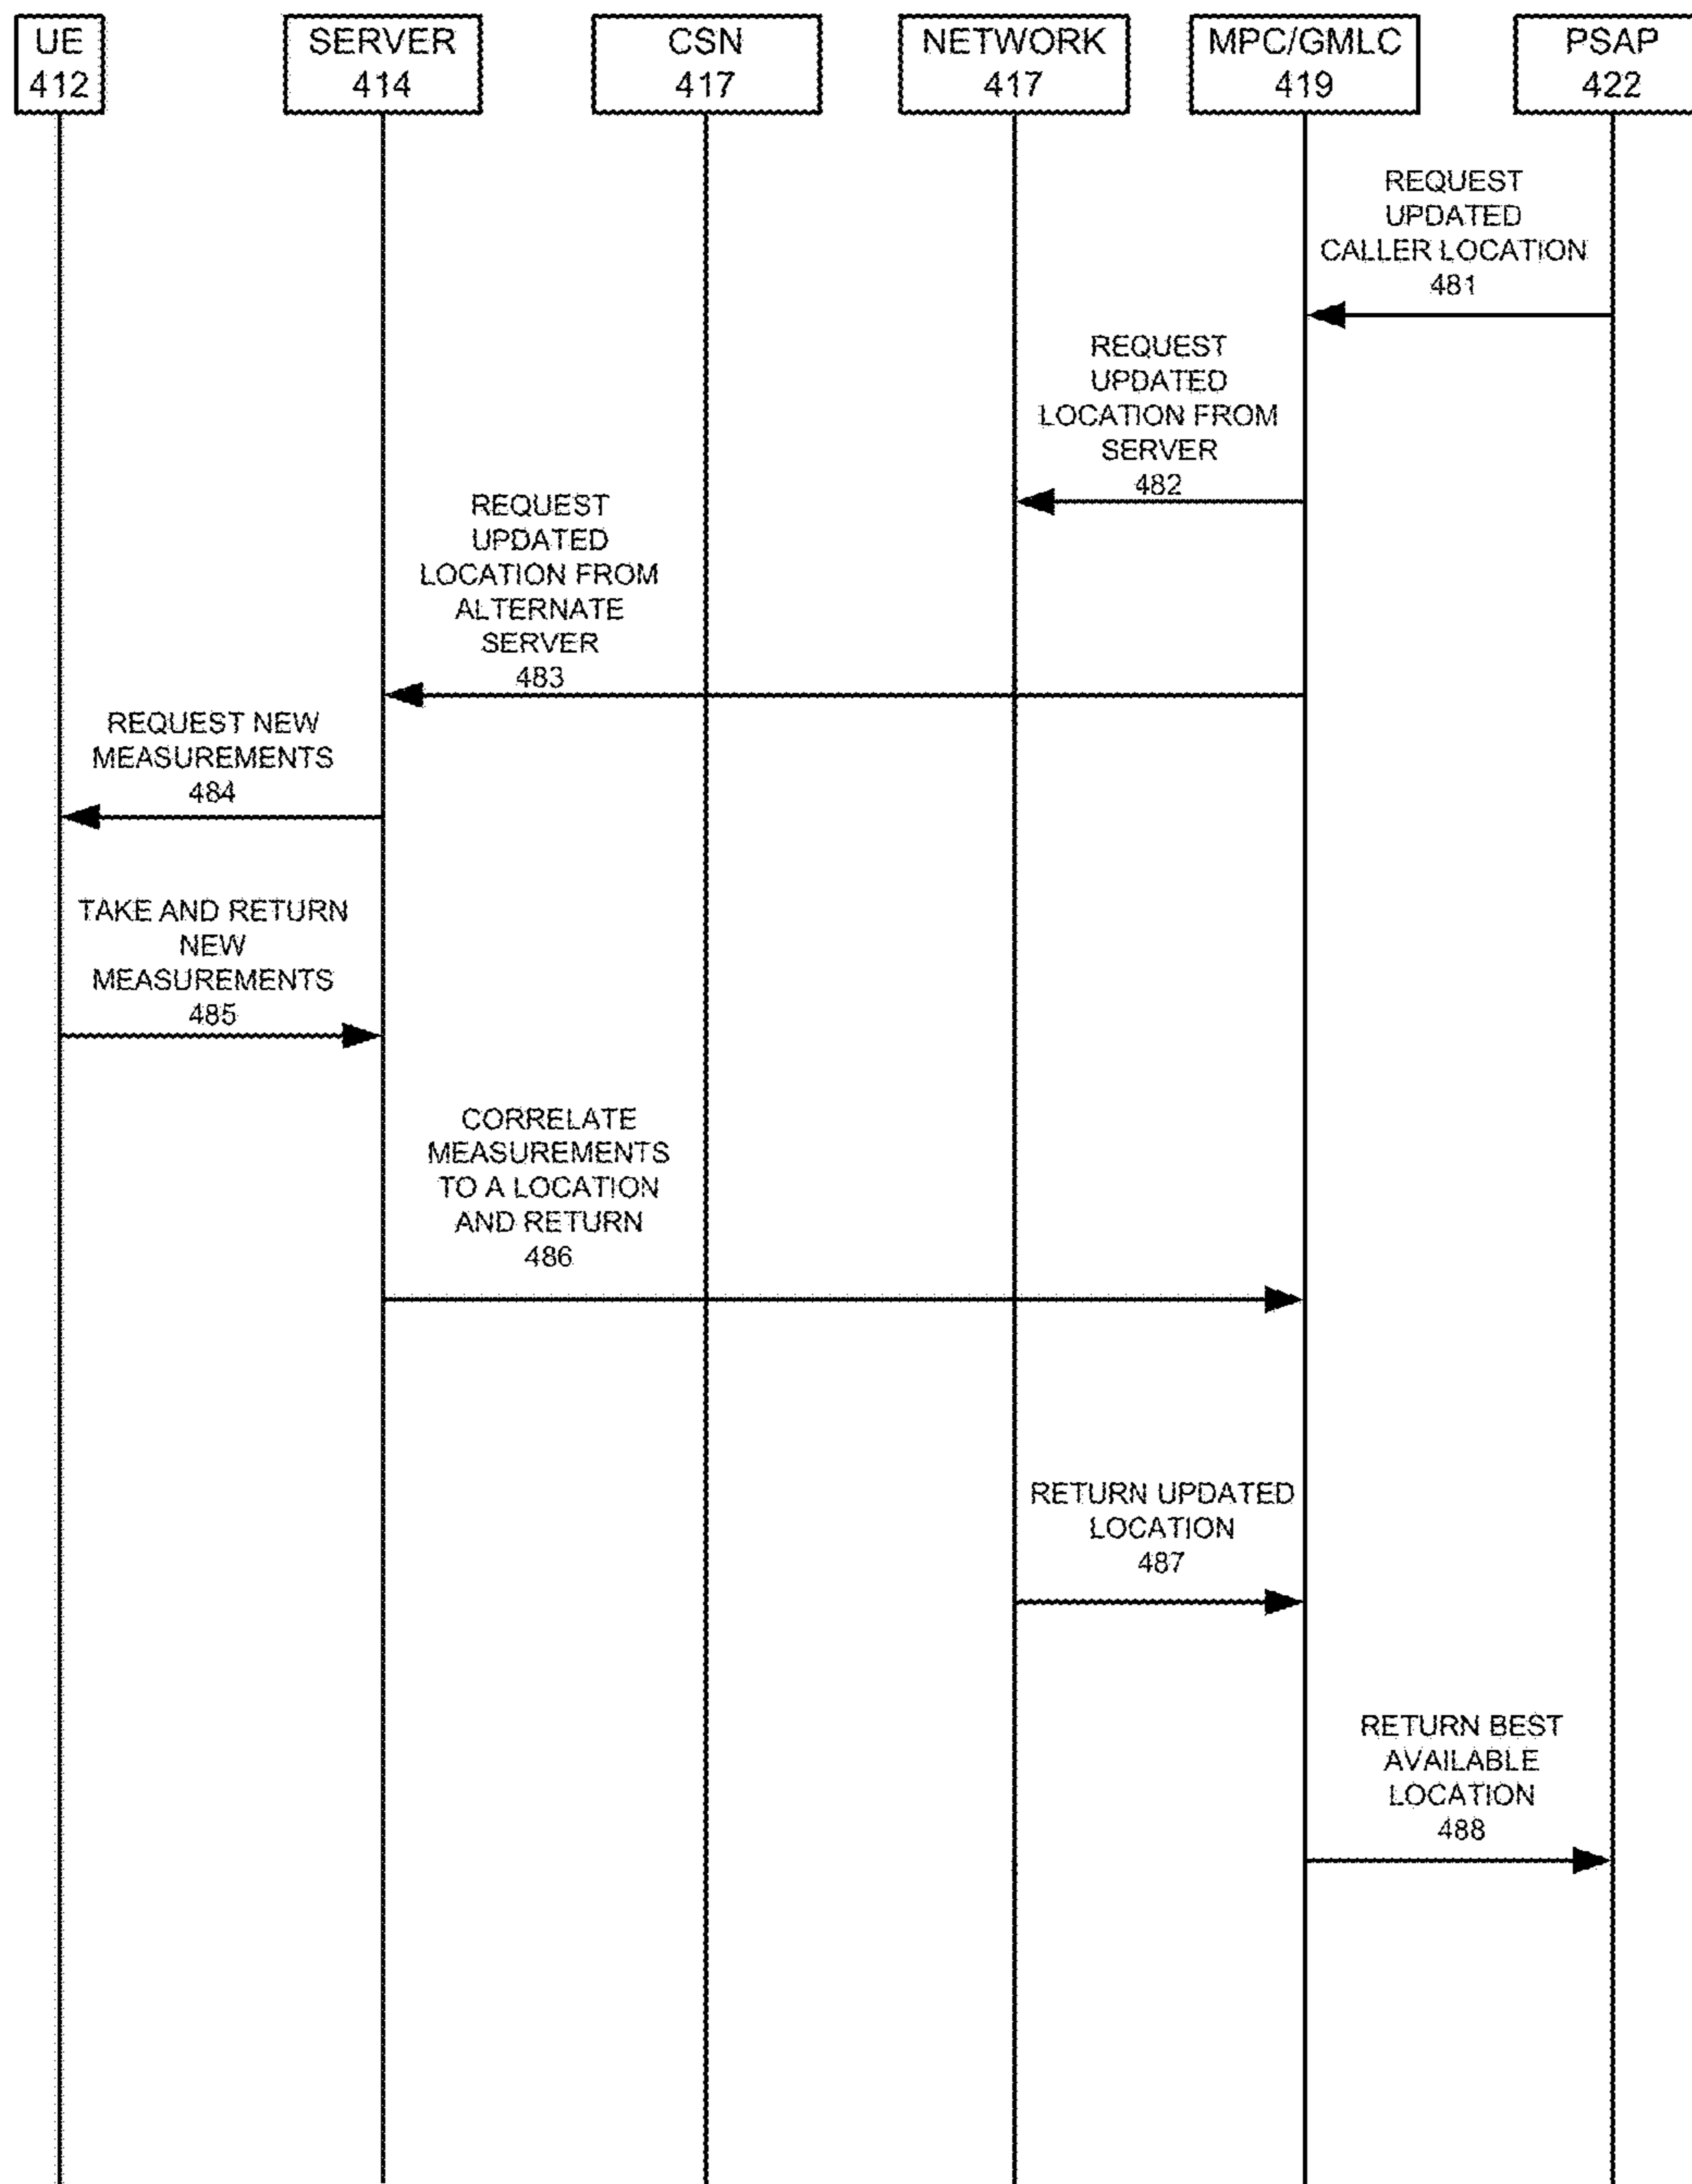 UE
412
SERVER
414
CSN
417
NETWORK
417
MPC/GMLC
419
PSAP
422
REQUEST
UPDATED
CALLER LOCATION
481
REQUEST
UPDATED
LOCATION FROM
SERVER
482
REQUEST
UPDATED
LOCATION FROM
ALTERNATE
SERVER
483
REQUEST NEW
MEASUREMENTS
484
TAKE AND RETURN
NEW
MEASUREMENTS
485
CORRELATE
MEASUREMENTS
TO A LOCATION
AND RETURN
486
RETURN UPDATED
LOCATION
487
RETURN BEST
AVAILABLE
LOCATION
488